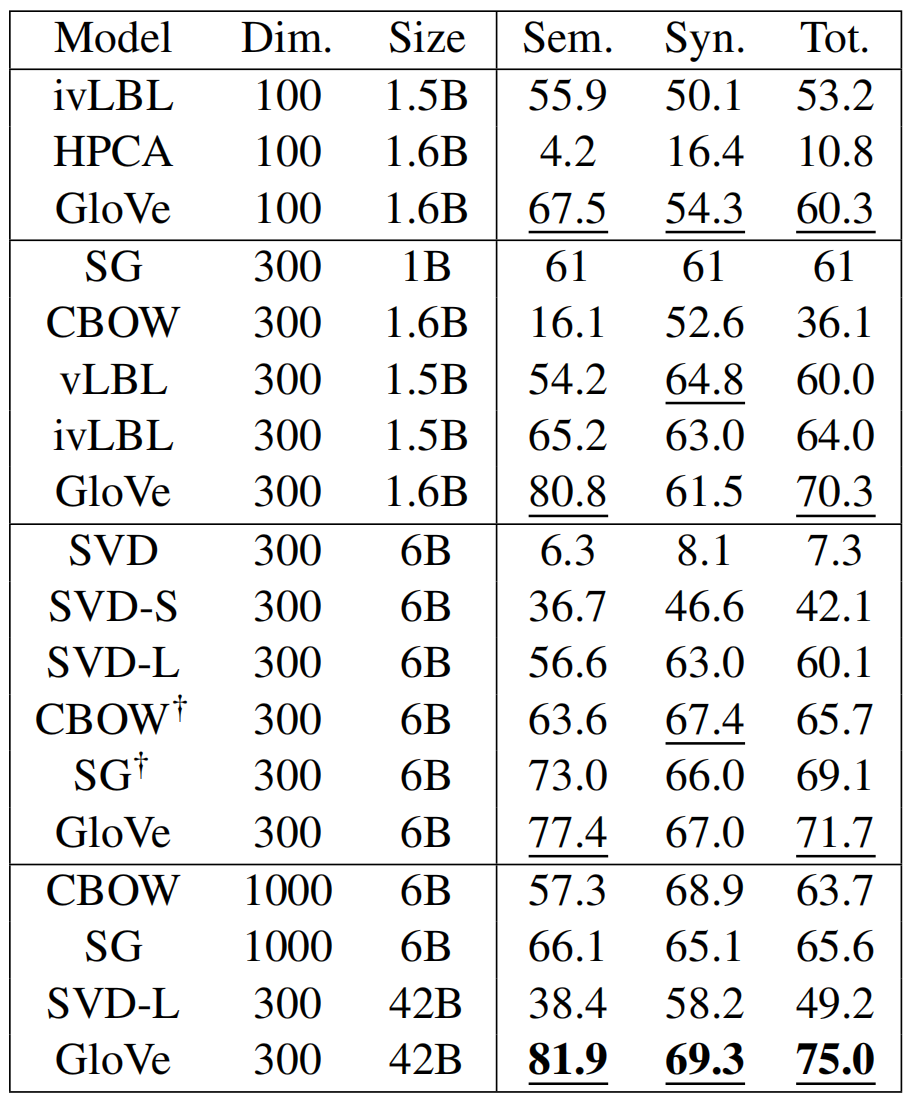 Model Dim. Size Sem. Syn. Tot.
ivLBL 100 1.5B 55.9 50.1 53.2
HPCA 100 1.6B 4.2 16.4 10.8
GloVe 100 1.6B 67.5 54.3 60.3
SG 300 1B 61 61 61
CBOW 300 1.6B 16.1 52.6 36.1
vLBL 300 1.5B 54.2 64.8 60.0
ivLBL 300 1.5B 65.2 63.0 64.0
GloVe 300 1.6B 80.8 61.5 70.3
SVD 300 6B 6.3 8.1 7.3
SVD-S 300 6B 36.7 46.6 42.1
SVD-L 300 6B 56.6 63.0 60.1
CBOW† 300 6B 63.6 67.4 65.7
SG† 300 6B 73.0 66.0 69.1
GloVe 300 6B 77.4 67.0 71.7
CBOW 1000 6B 57.3 68.9 63.7
SG 1000 6B 66.1 65.1 65.6
SVD-L 300 42B 38.4 58.2 49.2
GloVe 300 42B 81.9 69.3 75.0